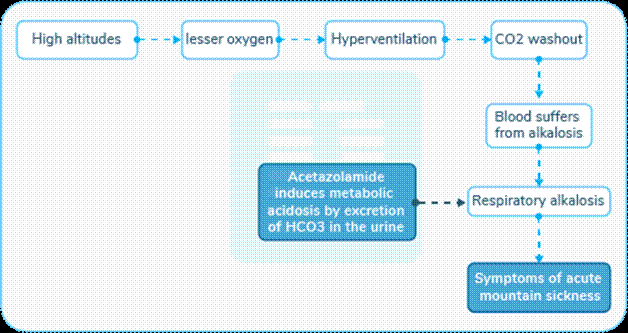 High altitudes
lesser oxygen
Hyperventilation
CO2 washout
Blood suffers
from alkalosis
Acetazolamide
induces metabolic
acidosis by excretion
of HCO3 in the urine
Respiratory alkalosis
Symptoms of acute
mountain sickness